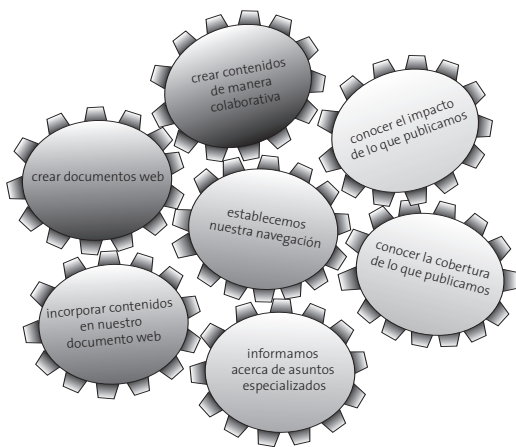 crear contenidos
de manera
colaborativa
conocer el impacto
de lo que publicamos
crear documentos web
establecemos
nuestra navegación
conocer la cobertura
de lo que publicamos
incorporar contenidos
en nuestro
documento web
informamos
acerca de asuntos
especializados